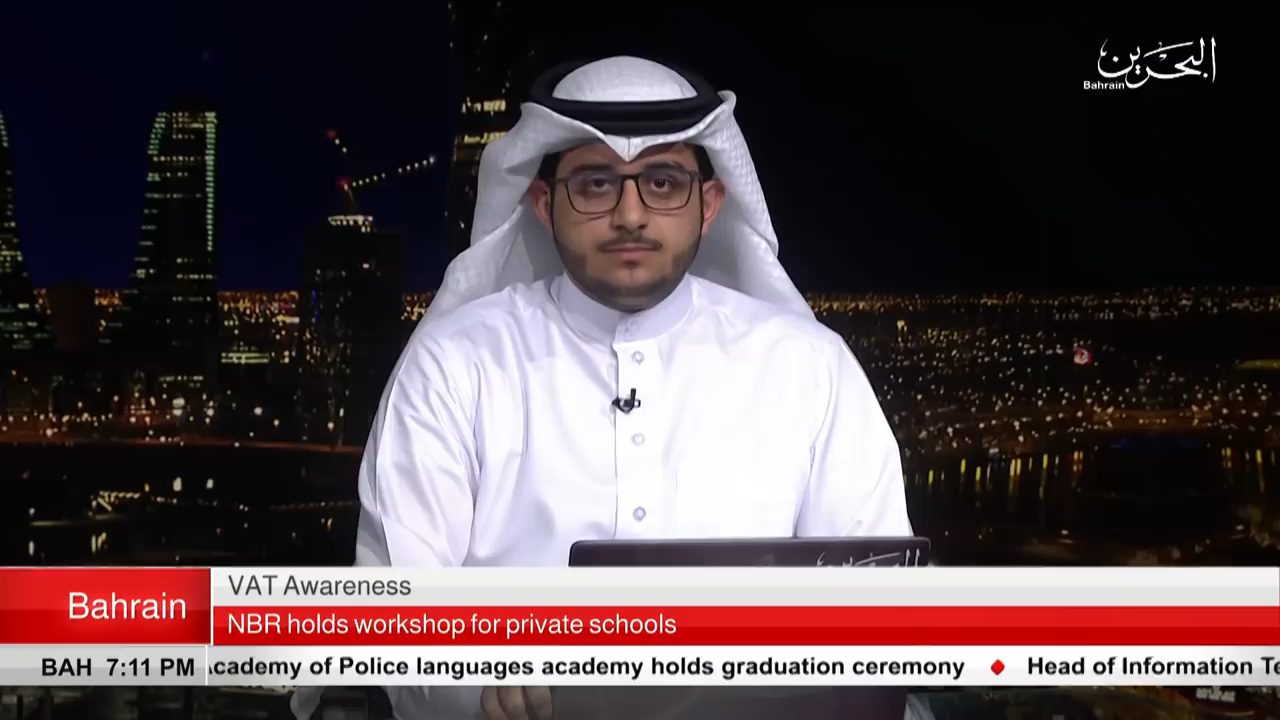 البحرين
Bahrain
VAT Awareness
Bahrain
NBR holds workshop for private schools
BAH 7:11 PM
cademy of Police languages academy holds graduation ceremony
Head of Information